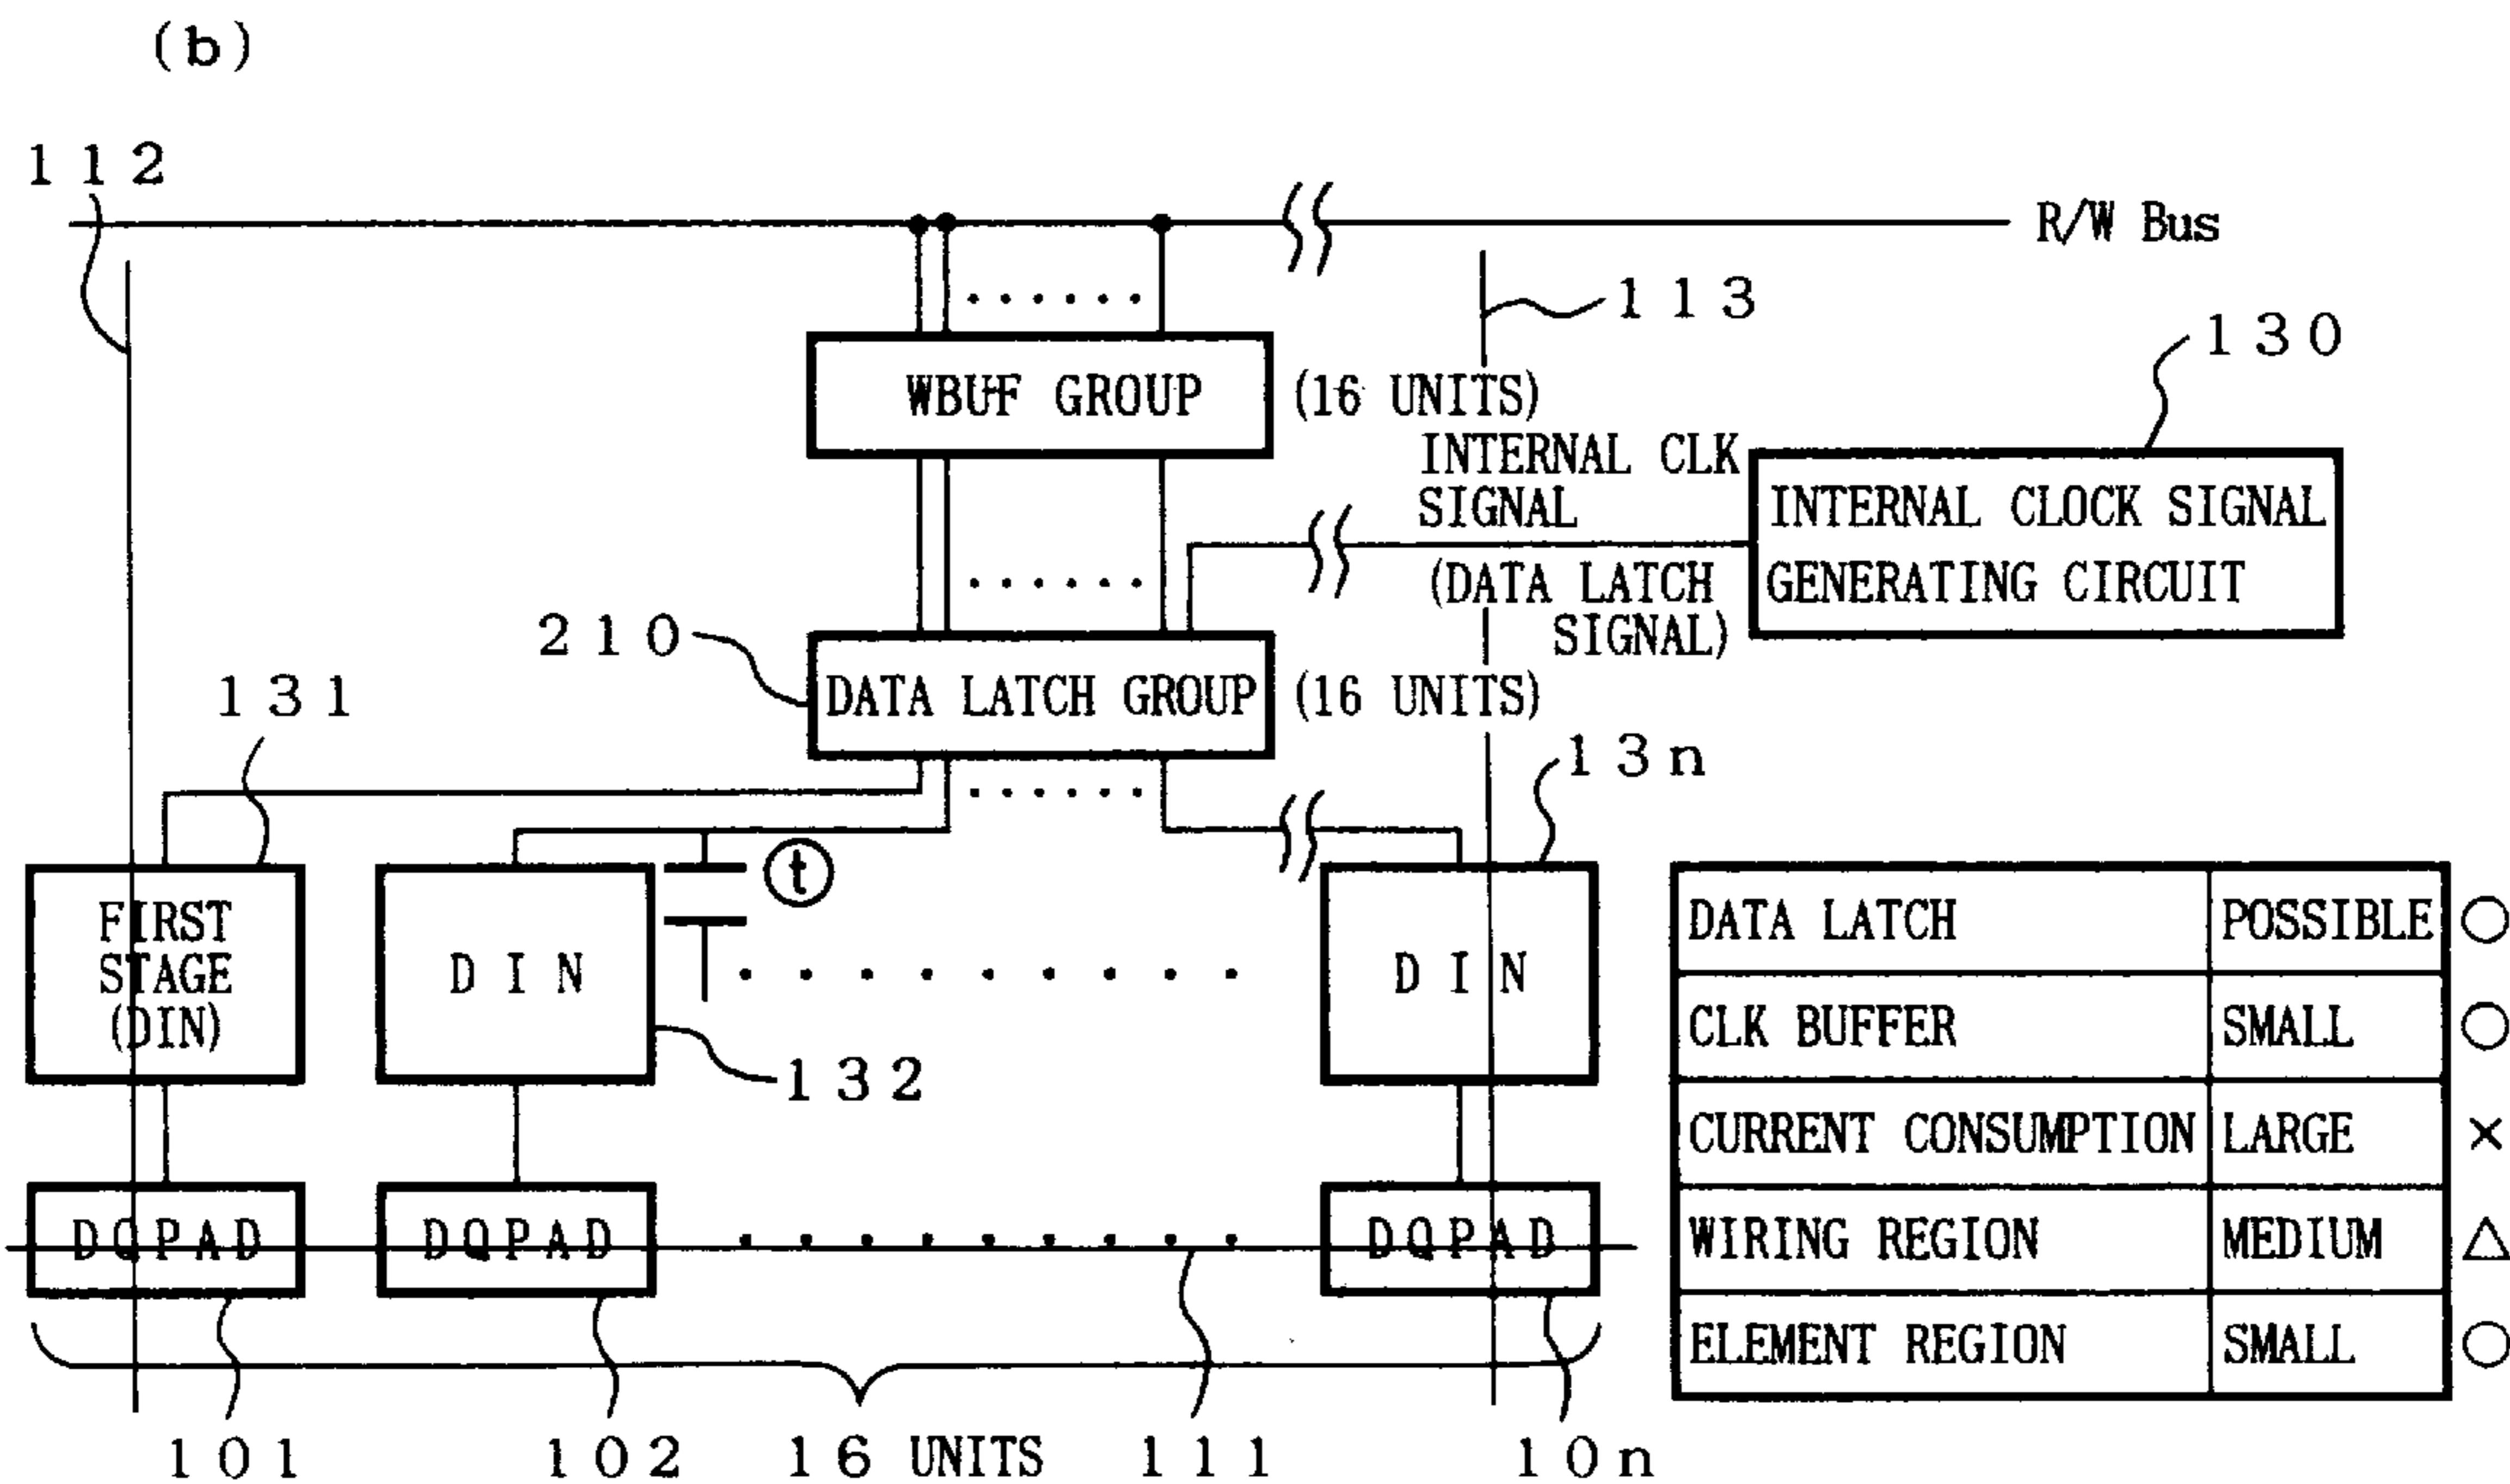 (b)
112
R/W Bus
113
130
WBUF GROUP
(16 UNITS)
INTERNAL CLK
SIGNAL
(DATA LATCH
SIGNAL)
INTERNAL CLOCK SIGNAL
GENERATING CIRCUIT
210
DATA LATCH GROUP
(16 UNITS)
131
13n
t
FIRST
STAGE
(DIN)
DIN
DIN
132
DATA LATCH POSSIBLE ○
CLK BUFFER SMALL ○
CURRENT CONSUMPTION LARGE ×
WIRING REGION MEDIUM △
ELEMENT REGION SMALL ○
DQPAD
DQPAD
DQPAD
101
102
16 UNITS
111
10n